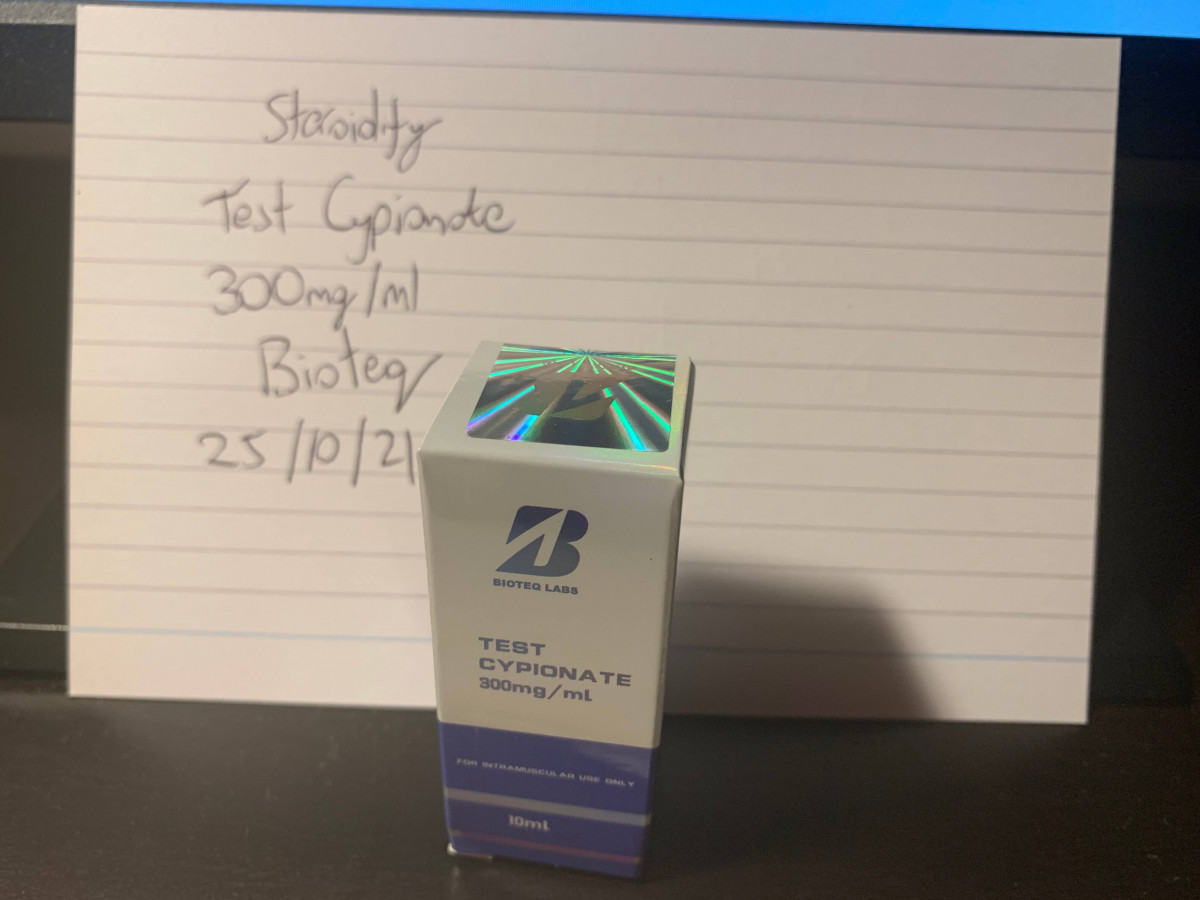 Steroidify
Test Cypionate
300mg/ml
Bioteq
25/10/21
BIOTEQ LABS
TEST
CYPIONATE
300mg/mL
FOR INTRAMUSCULAR USE ONLY
10mL